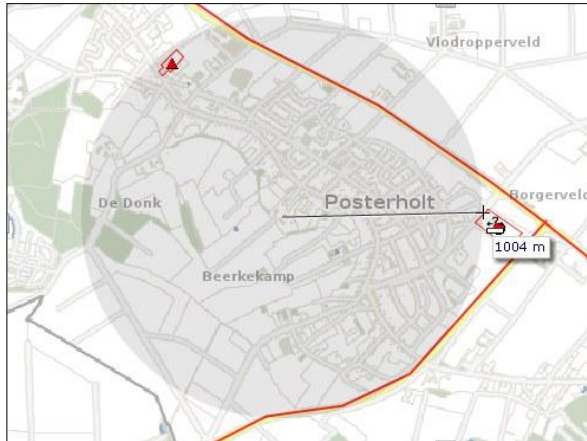 Vlodropperveld
Posterholt
Borgerveld
De Donk
1004 m
Beerkekamp